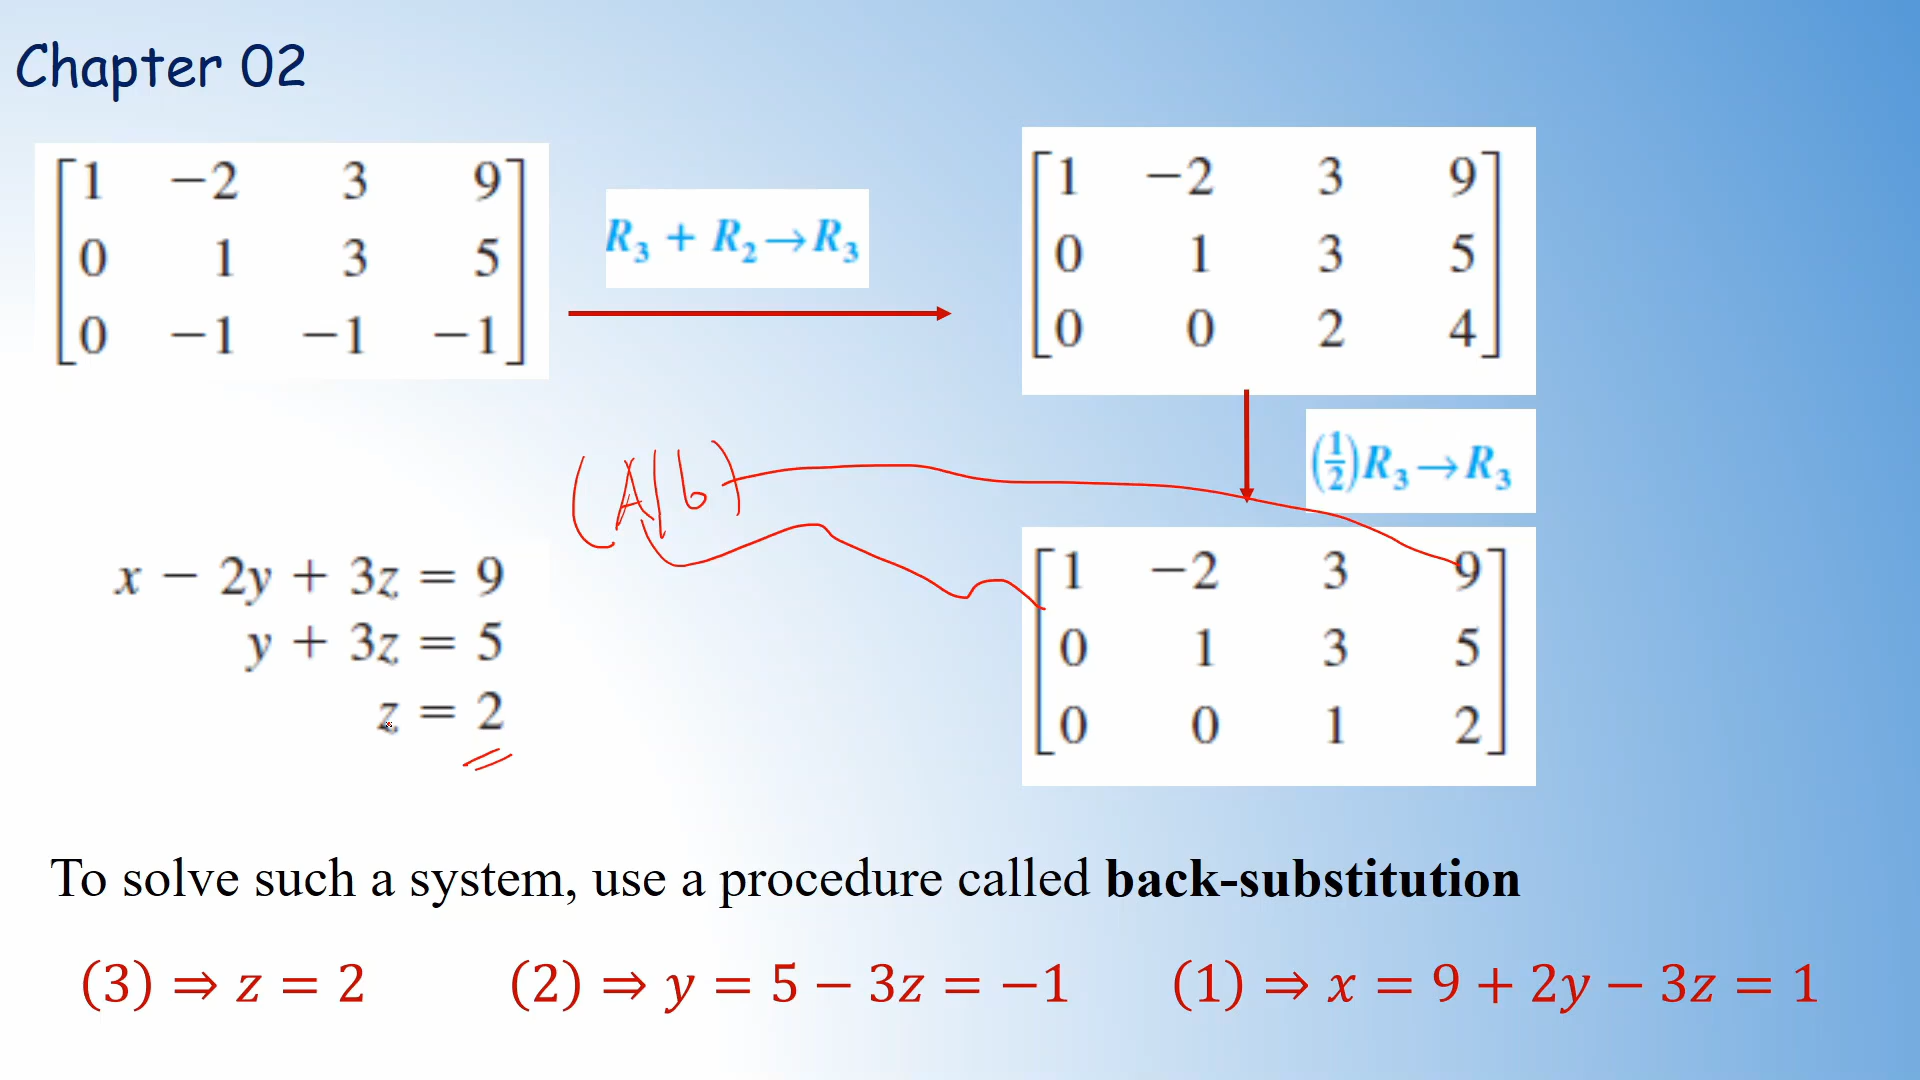 Chapter 02
1 −2 3 9
0 1 3 5
0 −1 −1 −1
R₃ + R₂ → R₃
1 −2 3 9
0 1 3 5
0 0 2 4
(1/2)R₃ → R₃
(A|b)
1 −2 3 9
0 1 3 5
0 0 1 2
x − 2y + 3z = 9
y + 3z = 5
z = 2
To solve such a system, use a procedure called back-substitution
(3) ⇒ z = 2 (2) ⇒ y = 5 − 3z = −1 (1) ⇒ x = 9 + 2y − 3z = 1